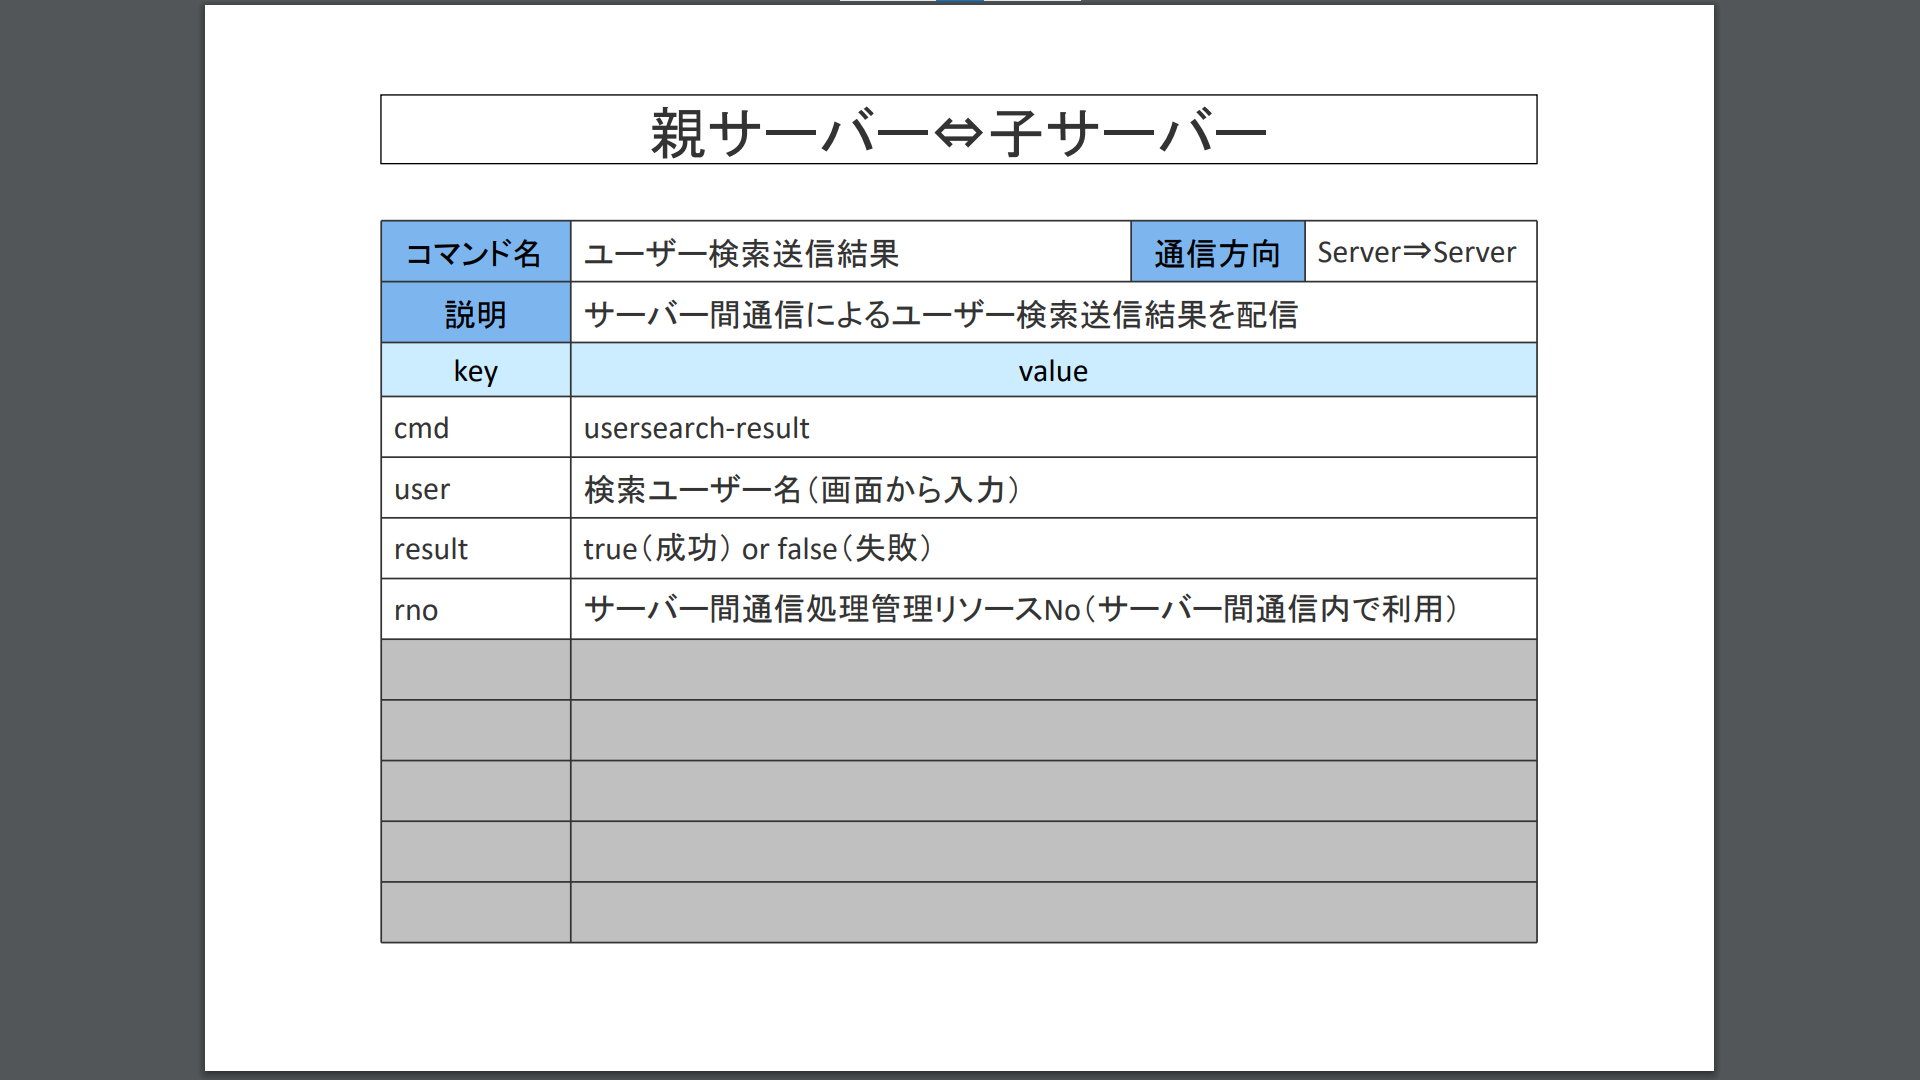 親サーバー⇔子サーバー
コマンド名 ユーザー検索送信結果 通信方向 Server⇒Server
説明 サーバー間通信によるユーザー検索送信結果を配信
key value
cmd usersearch-result
user 検索ユーザー名（画面から入力）
result true（成功） or false（失敗）
rno サーバー間通信処理管理リソースNo（サーバー間通信内で利用）